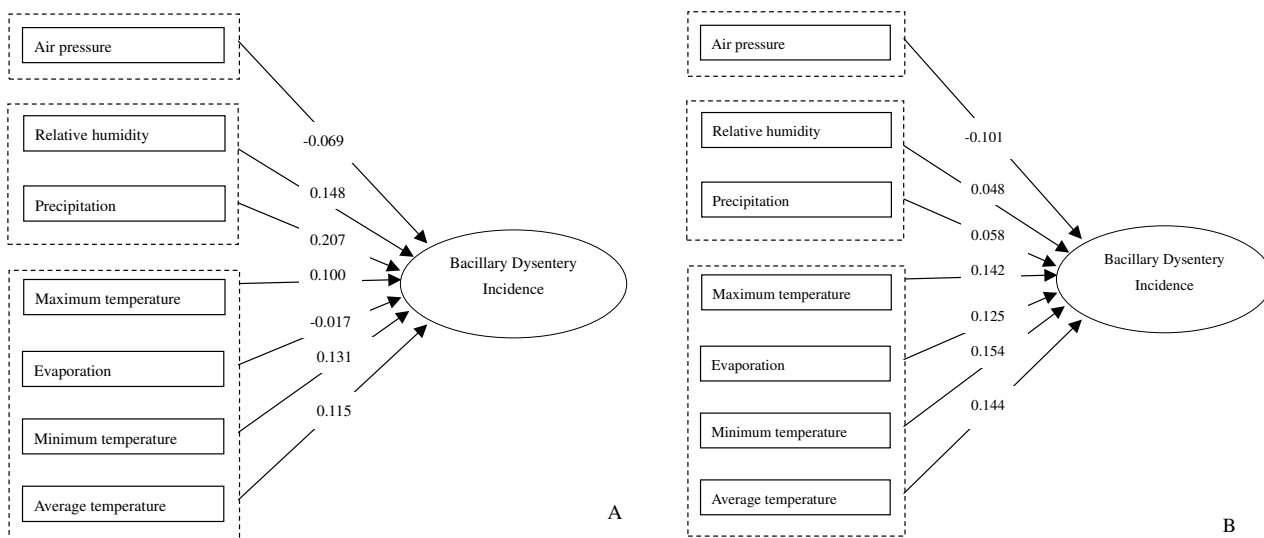 Air pressure
Relative humidity
Precipitation
Maximum temperature
Evaporation
Minimum temperature
Average temperature
-0.069
0.148
0.207
0.100
-0.017
0.131
0.115
Bacillary Dysentery
Incidence
A
Air pressure
Relative humidity
Precipitation
Maximum temperature
Evaporation
Minimum temperature
Average temperature
-0.101
0.048
0.058
0.142
0.125
0.154
0.144
Bacillary Dysentery
Incidence
B